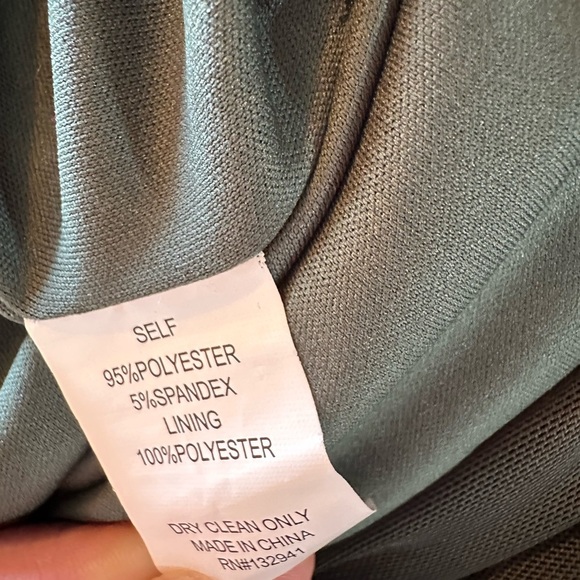 SELF
95%POLYESTER
5%SPANDEX
LINING
100%POLYESTER
DRY CLEAN ONLY
MADE IN CHINA
RN#132941